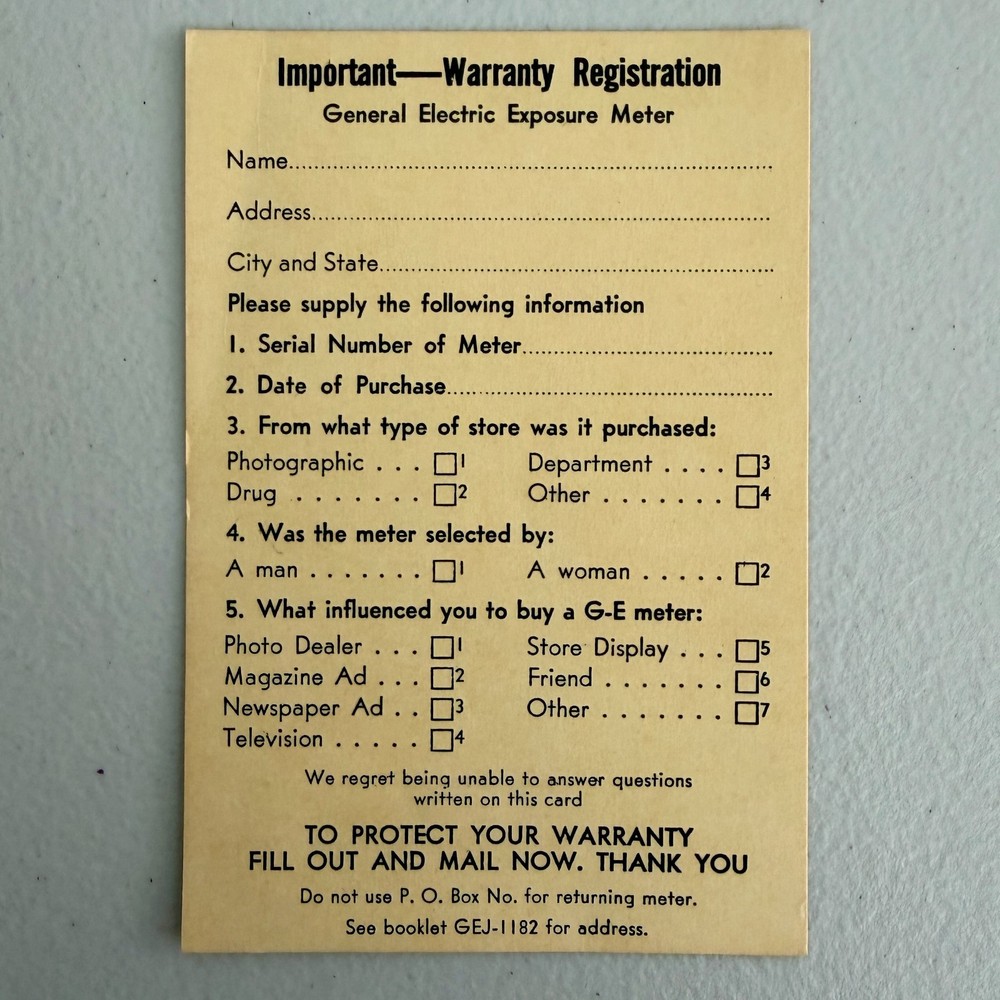 Important—Warranty Registration
General Electric Exposure Meter
Name
Address
City and State
Please supply the following information
1. Serial Number of Meter
2. Date of Purchase
3. From what type of store was it purchased:
Photographic . . . □1 Department . . . . □3
Drug . . . . . . . □2 Other . . . . . . . □4
4. Was the meter selected by:
A man . . . . . . . □1 A woman . . . . . □2
5. What influenced you to buy a G-E meter:
Photo Dealer . . . □1 Store Display . . . □5
Magazine Ad . . . □2 Friend . . . . . . . □6
Newspaper Ad . . □3 Other . . . . . . . □7
Television . . . . . □4
We regret being unable to answer questions
written on this card
TO PROTECT YOUR WARRANTY
FILL OUT AND MAIL NOW. THANK YOU
Do not use P. O. Box No. for returning meter.
See booklet GEJ-1182 for address.